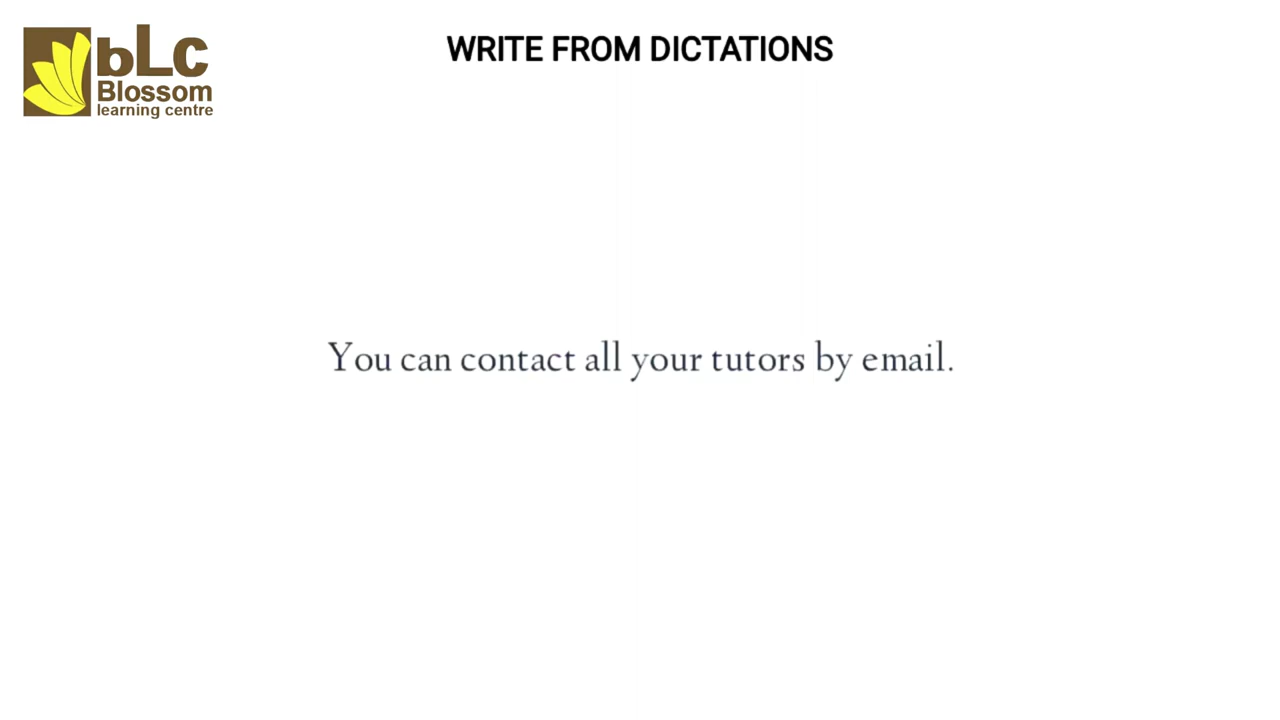 bLc
Blossom
learning centre
WRITE FROM DICTATIONS
You can contact all your tutors by email.